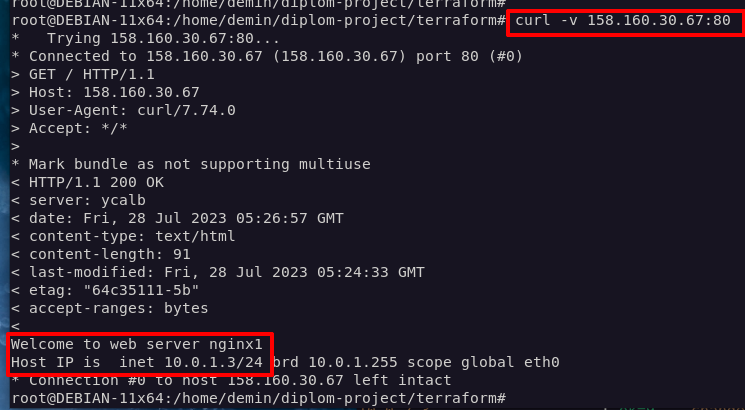 root@DEBIAN-11x64:/home/demin/diplom-project/terraform#
root@DEBIAN-11x64:/home/demin/diplom-project/terraform# curl -v 158.160.30.67:80
*   Trying 158.160.30.67:80...
* Connected to 158.160.30.67 (158.160.30.67) port 80 (#0)
> GET / HTTP/1.1
> Host: 158.160.30.67
> User-Agent: curl/7.74.0
> Accept: */*
>
* Mark bundle as not supporting multiuse
< HTTP/1.1 200 OK
< server: ycalb
< date: Fri, 28 Jul 2023 05:26:57 GMT
< content-type: text/html
< content-length: 91
< last-modified: Fri, 28 Jul 2023 05:24:33 GMT
< etag: "64c35111-5b"
< accept-ranges: bytes
<
Welcome to web server nginx1
Host IP is  inet 10.0.1.3/24 brd 10.0.1.255 scope global eth0
* Connection #0 to host 158.160.30.67 left intact
root@DEBIAN-11x64:/home/demin/diplom-project/terraform#